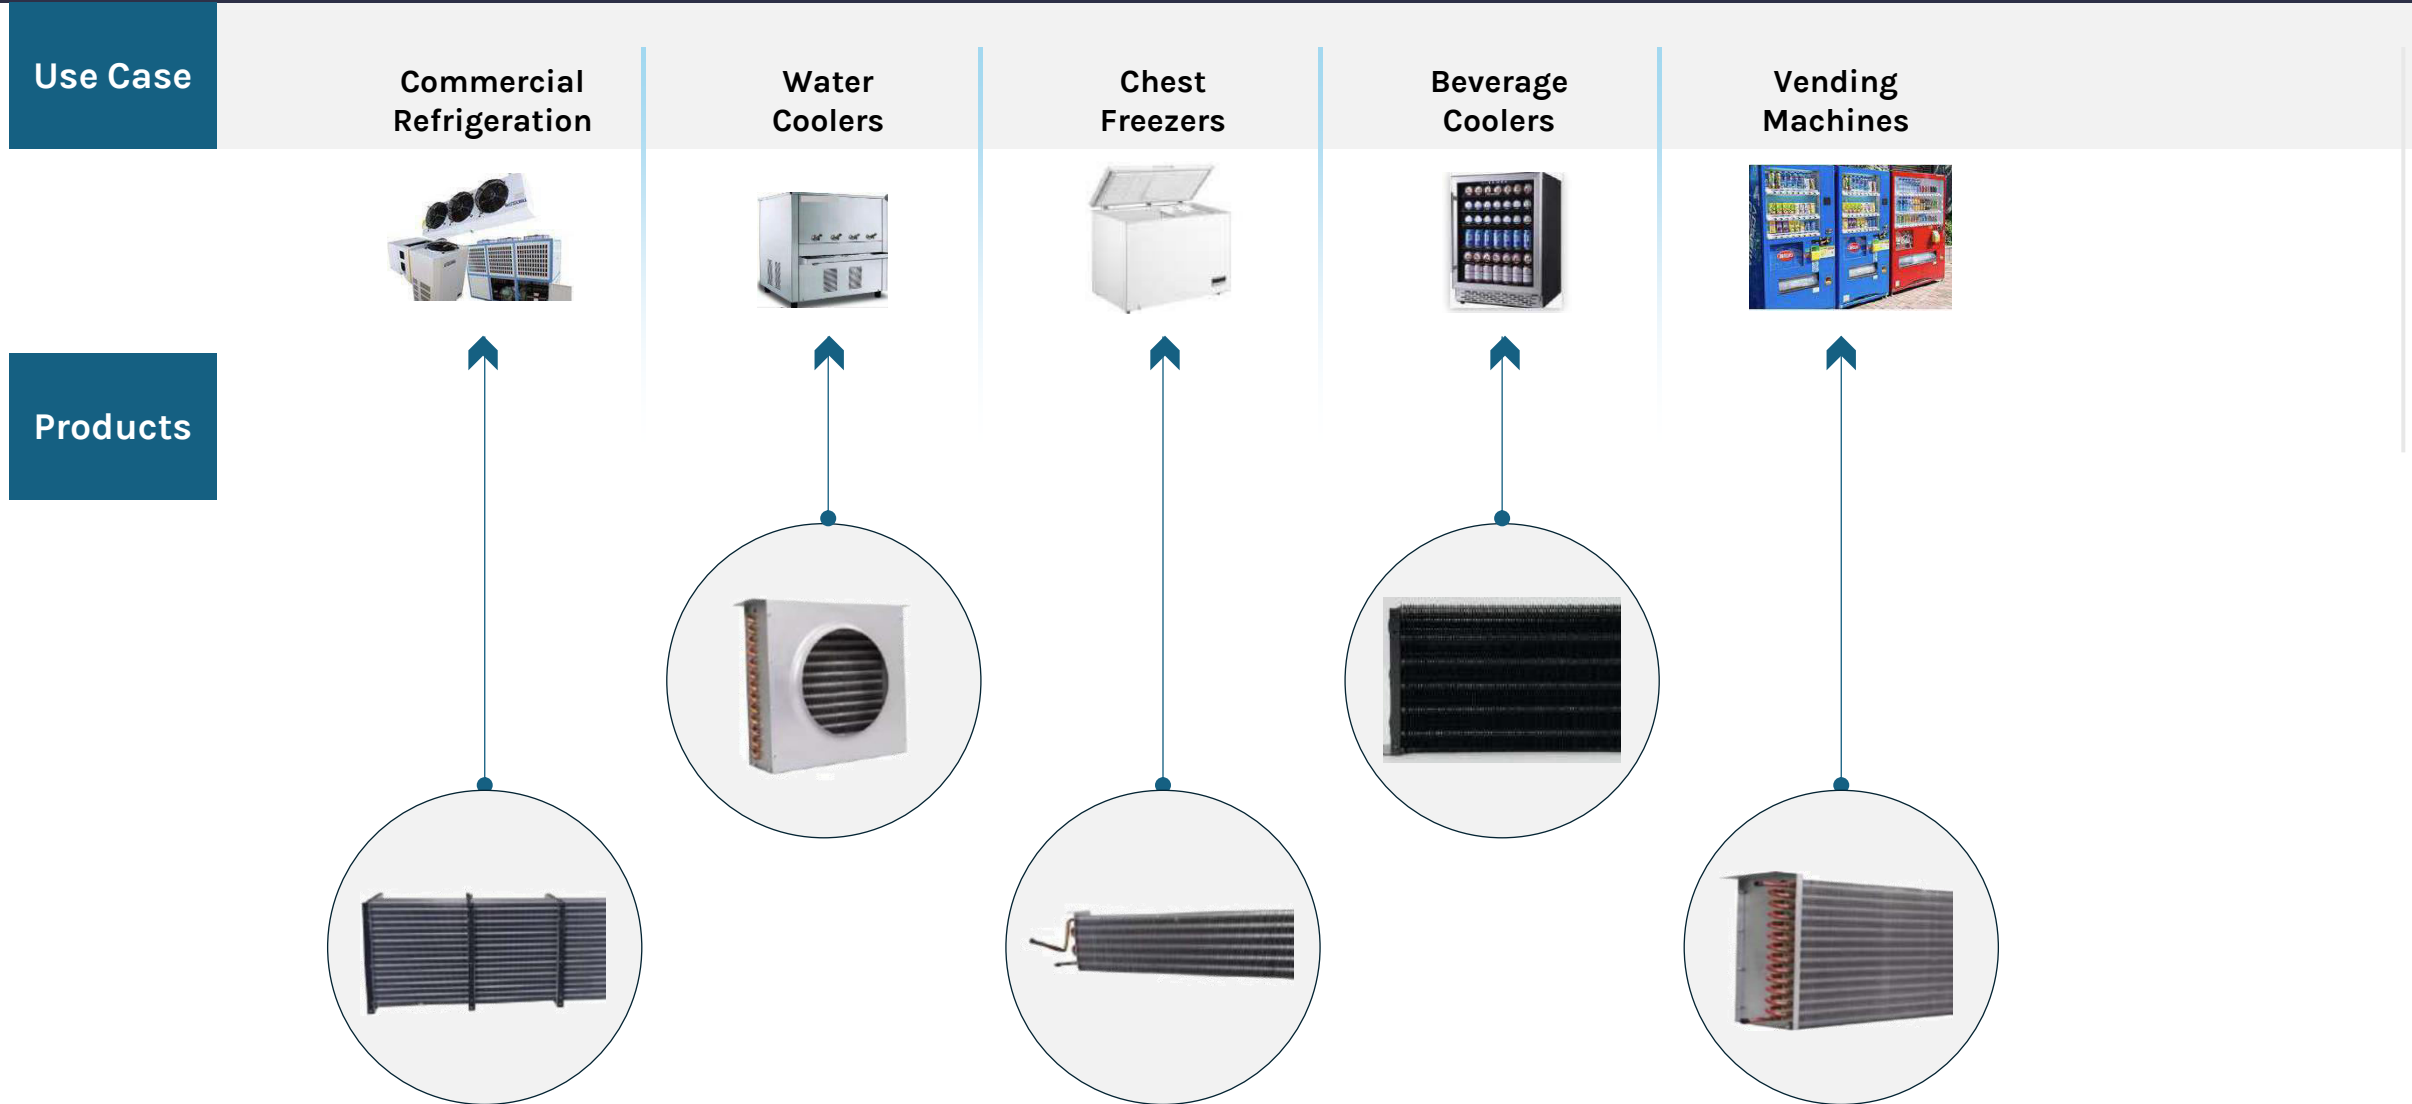 Use Case
Commercial
Refrigeration
Water
Coolers
Chest
Freezers
Beverage
Coolers
Vending
Machines
Products